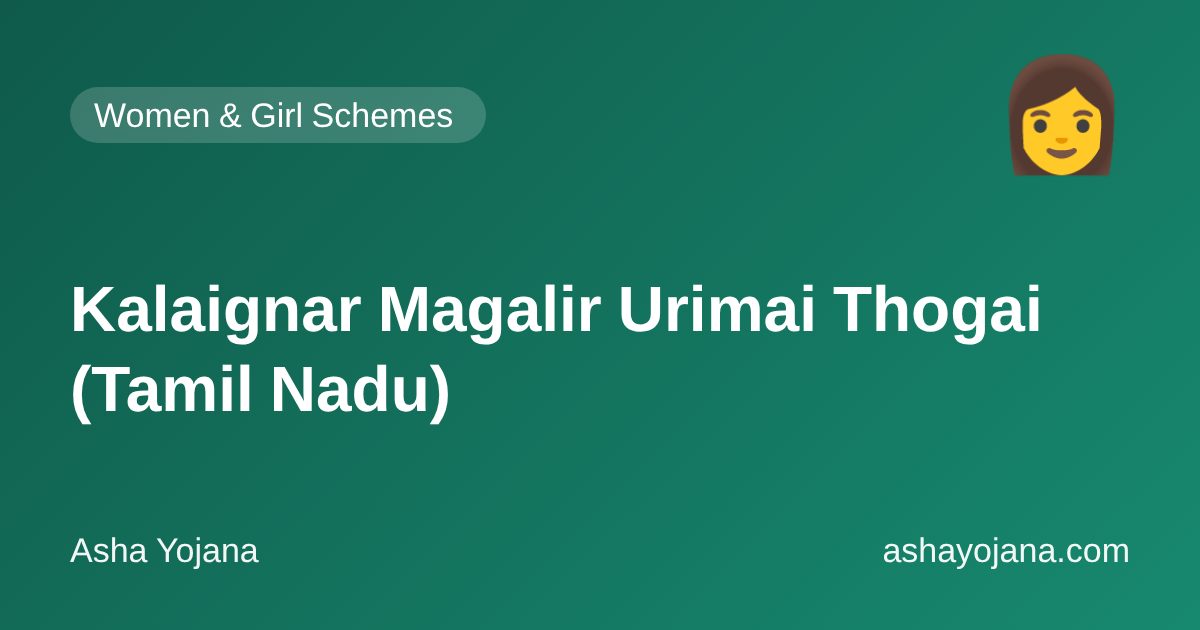 Women & Girl Schemes
Kalaignar Magalir Urimai Thogai
(Tamil Nadu)
Asha Yojana
ashayojana.com